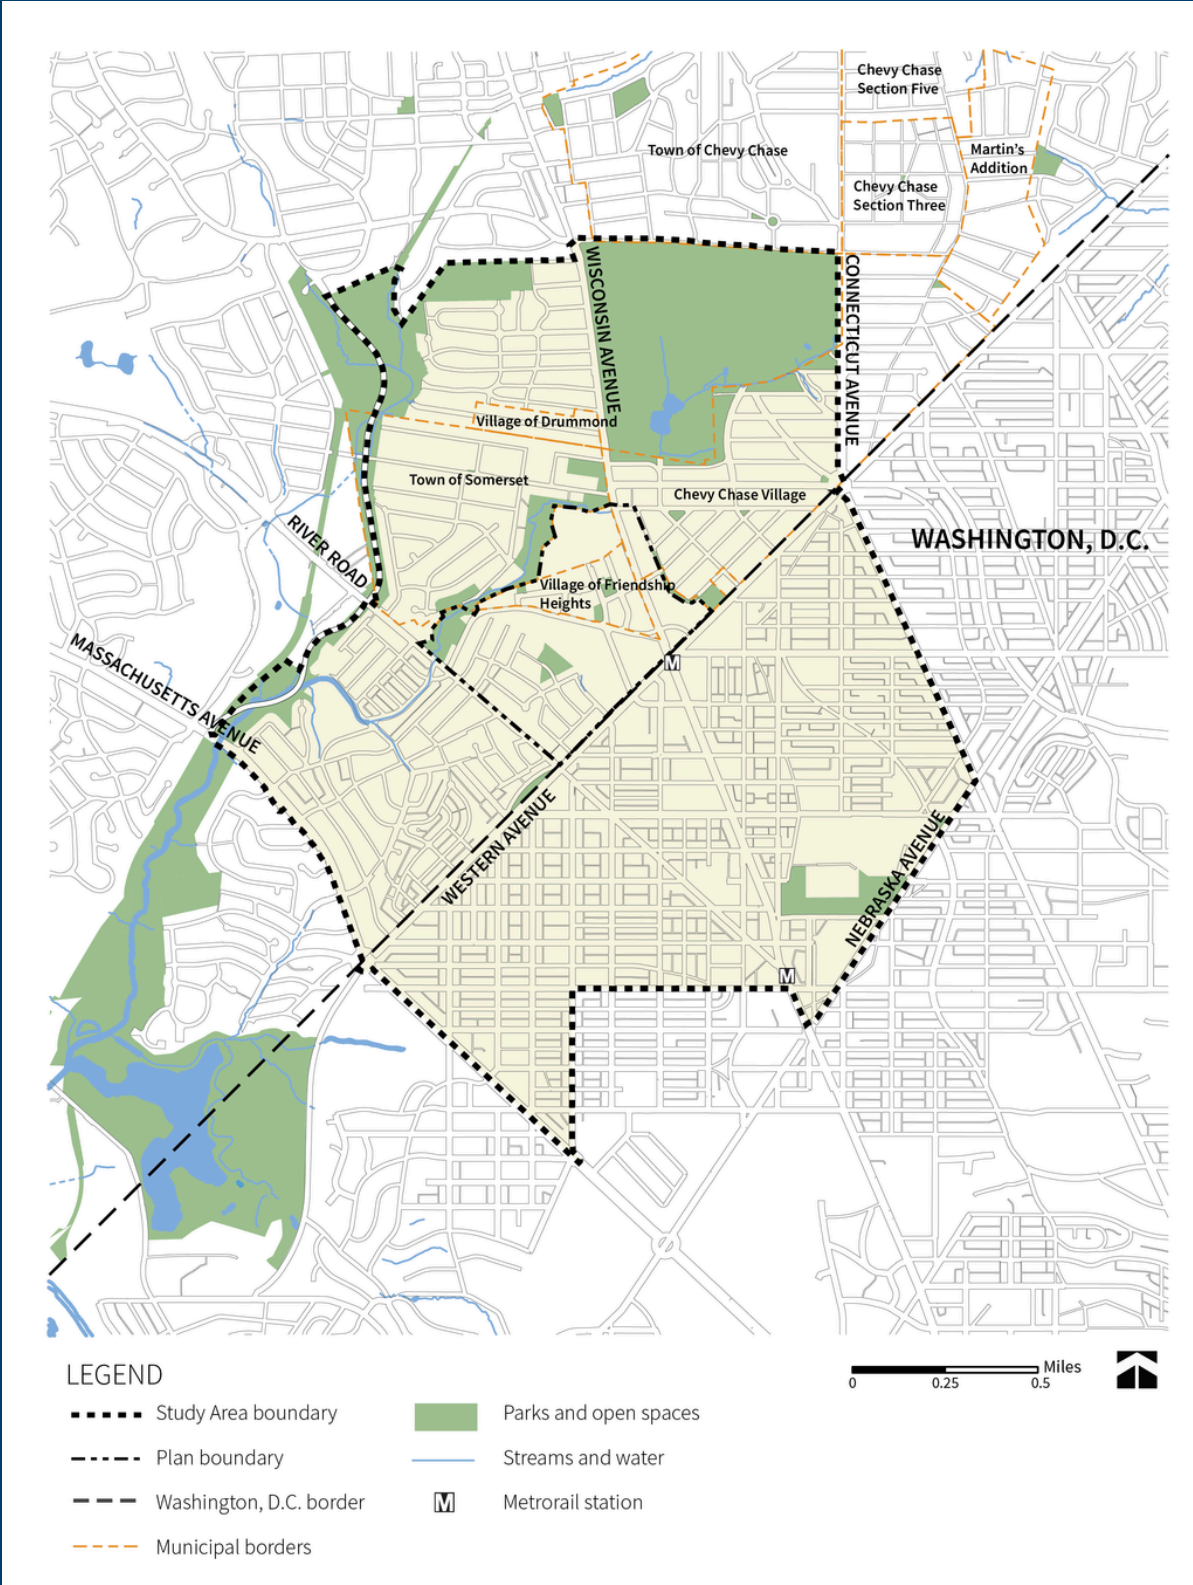 Chevy Chase
Section Five
Town of Chevy Chase
Martin's
Addition
Chevy Chase
Section Three
WISCONSIN AVENUE
CONNECTICUT AVENUE
Village of Drummond
Town of Somerset
Chevy Chase Village
RIVER ROAD
WASHINGTON, D.C.
Village of Friendship
Heights
MASSACHUSETTS AVENUE
M
WESTERN AVENUE
NEBRASKA AVENUE
M
LEGEND
Study Area boundary
Plan boundary
Washington, D.C. border
Municipal borders
Parks and open spaces
Streams and water
M Metrorail station
Miles
0 0.25 0.5